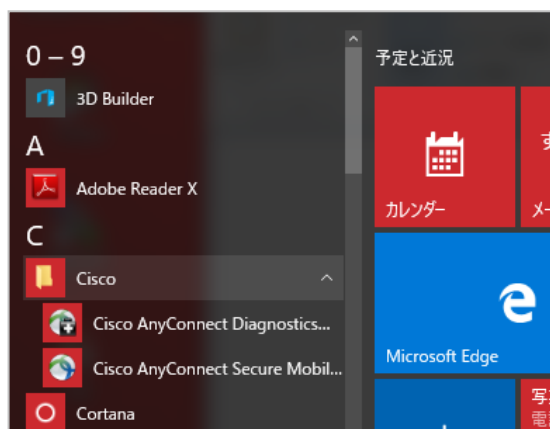 0 – 9
3D Builder
A
Adobe Reader X
C
Cisco
Cisco AnyConnect Diagnostics...
Cisco AnyConnect Secure Mobil...
Cortana
予定と近況
カレンダー
Microsoft Edge